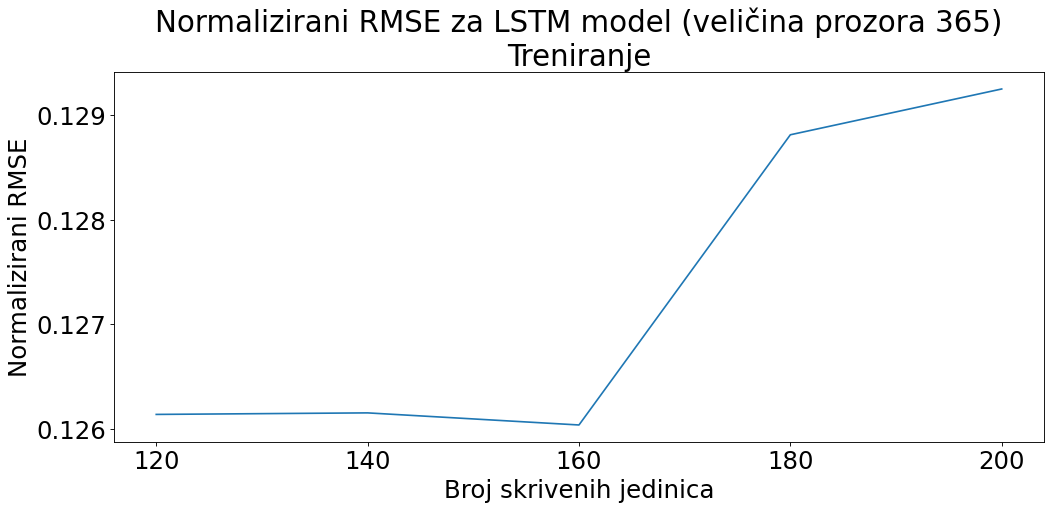 Normalizirani RMSE za LSTM model (veličina prozora 365)
Treniranje
Normalizirani RMSE
0.129
0.128
0.127
0.126
120 140 160 180 200
Broj skrivenih jedinica